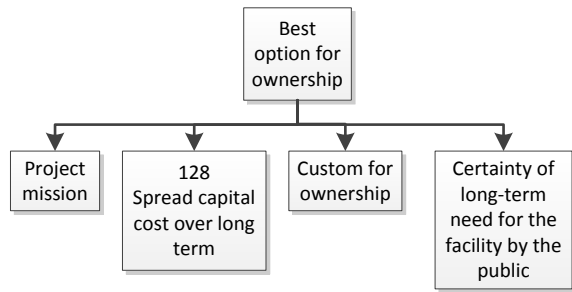 Best
option for
ownership
Project
mission
128
Spread capital
cost over long
term
Custom for
ownership
Certainty of
long-term
need for the
facility by the
public